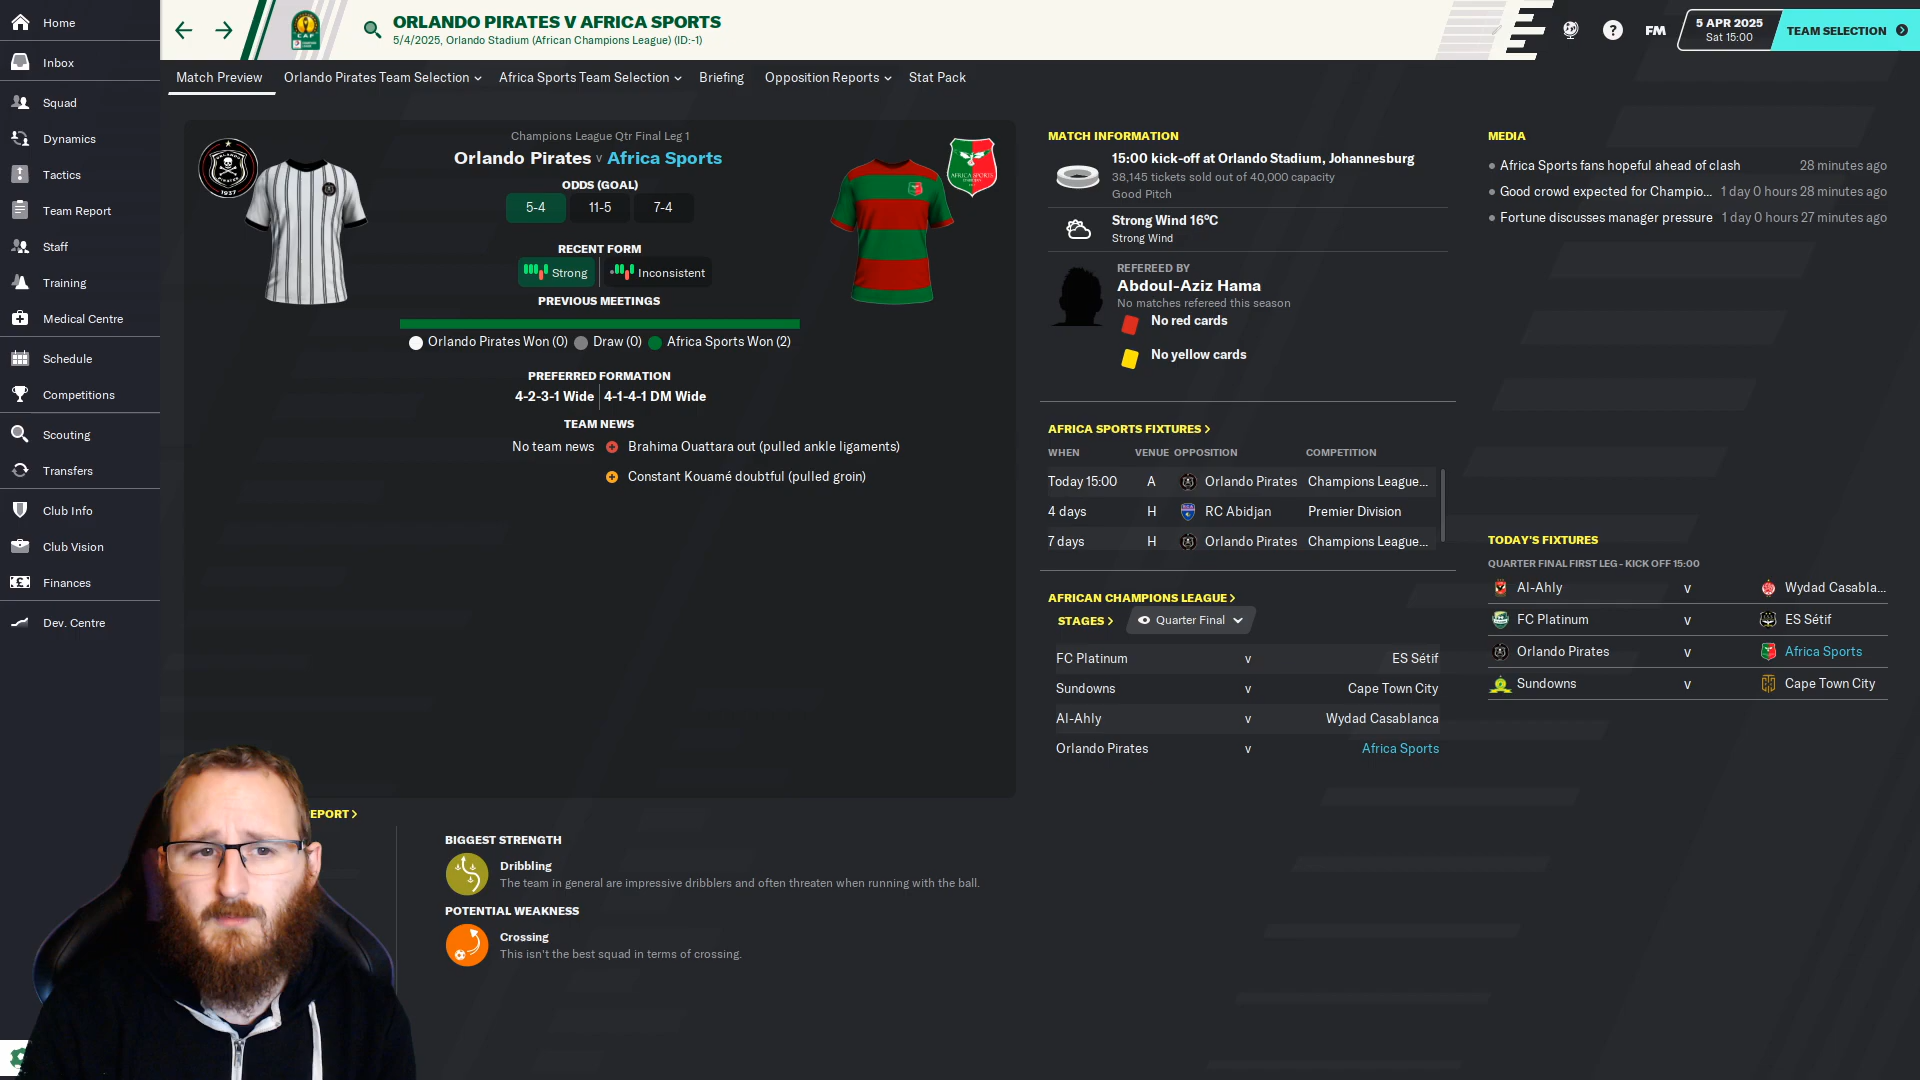 Home
Inbox
Squad
Dynamics
Tactics
Team Report
Staff
Training
Medical Centre
Schedule
Competitions
Scouting
Transfers
Club Info
Club Vision
Finances
Dev. Centre
ORLANDO PIRATES V AFRICA SPORTS
5/4/2025, Orlando Stadium (African Champions League) (ID:-1)
FM
5 APR 2025
Sat 15:00
TEAM SELECTION
Match Preview
Orlando Pirates Team Selection
Africa Sports Team Selection
Briefing
Opposition Reports
Stat Pack
Champions League Qtr Final Leg 1
Orlando Pirates v Africa Sports
ODDS (GOAL)
5-4 11-5 7-4
RECENT FORM
Strong Inconsistent
PREVIOUS MEETINGS
Orlando Pirates Won (0) Draw (0) Africa Sports Won (2)
PREFERRED FORMATION
4-2-3-1 Wide 4-1-4-1 DM Wide
TEAM NEWS
No team news Brahima Ouattara out (pulled ankle ligaments)
Constant Kouamé doubtful (pulled groin)
EPORT
BIGGEST STRENGTH
Dribbling
The team in general are impressive dribblers and often threaten when running with the ball.
POTENTIAL WEAKNESS
Crossing
This isn't the best squad in terms of crossing.
MATCH INFORMATION
15:00 kick-off at Orlando Stadium, Johannesburg
38,145 tickets sold out of 40,000 capacity
Good Pitch
Strong Wind 16°C
Strong Wind
REFEREED BY
Abdoul-Aziz Hama
No matches refereed this season
No red cards
No yellow cards
AFRICA SPORTS FIXTURES
WHEN VENUE OPPOSITION COMPETITION
Today 15:00 A Orlando Pirates Champions League...
4 days H RC Abidjan Premier Division
7 days H Orlando Pirates Champions League...
AFRICAN CHAMPIONS LEAGUE
STAGES Quarter Final
FC Platinum v ES Sétif
Sundowns v Cape Town City
Al-Ahly v Wydad Casablanca
Orlando Pirates v Africa Sports
MEDIA
Africa Sports fans hopeful ahead of clash 28 minutes ago
Good crowd expected for Champio... 1 day 0 hours 28 minutes ago
Fortune discusses manager pressure 1 day 0 hours 27 minutes ago
TODAY'S FIXTURES
QUARTER FINAL FIRST LEG - KICK OFF 15:00
Al-Ahly v Wydad Casabla...
FC Platinum v ES Sétif
Orlando Pirates v Africa Sports
Sundowns v Cape Town City